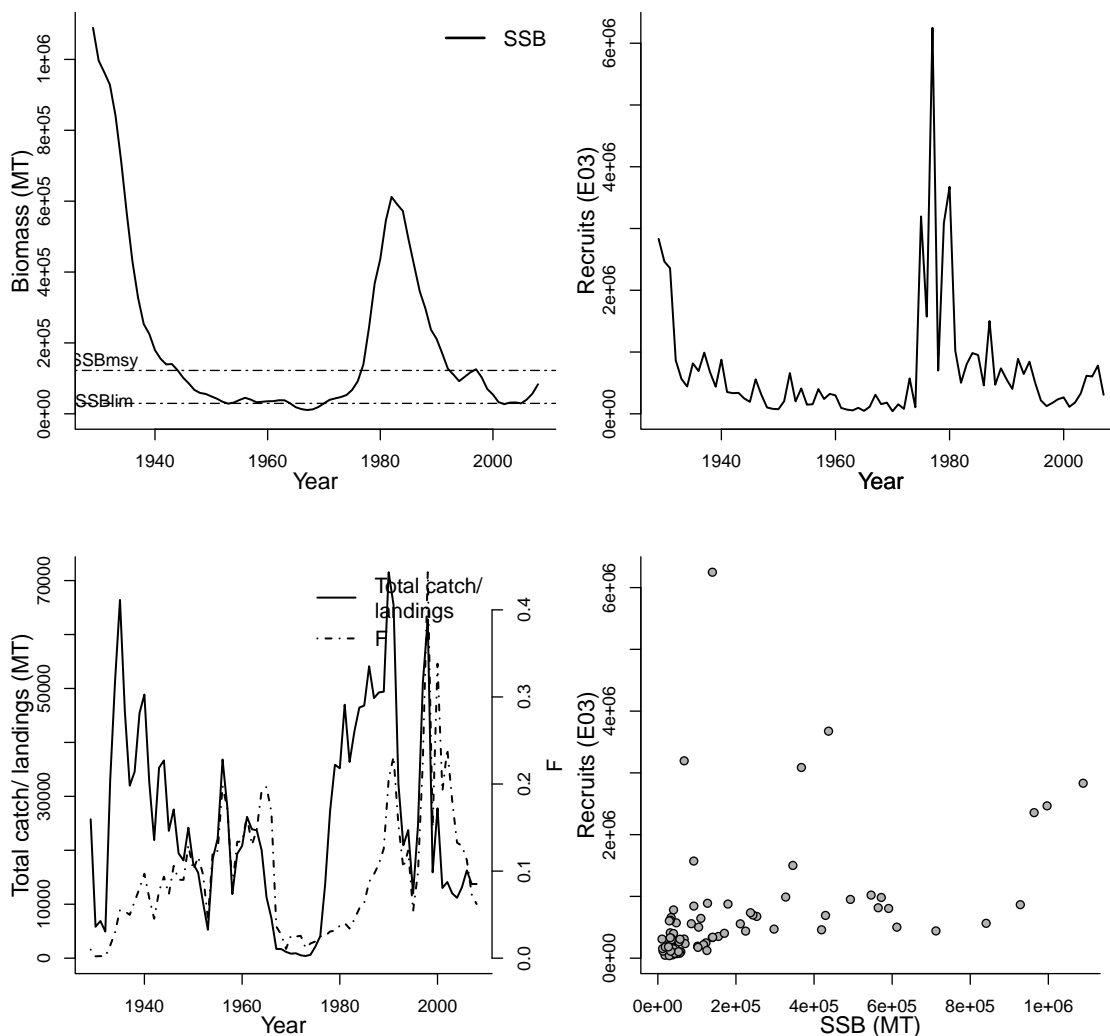 SSB
Biomass (MT)
1e+06
8e+05
6e+05
4e+05
2e+05
0e+00
SSBmsy
SSBlim
1940
1960
1980
2000
Year
Recruits (E03)
6e+06
4e+06
2e+06
0e+00
1940
1960
1980
2000
Year
Total catch/
landings
F
Total catch/ landings (MT)
70000
50000
30000
10000
0
0.4
0.3
0.2
0.1
0.0
F
1940
1960
1980
2000
Year
Recruits (E03)
6e+06
4e+06
2e+06
0e+00
0e+00
2e+05
4e+05
6e+05
8e+05
1e+06
SSB (MT)